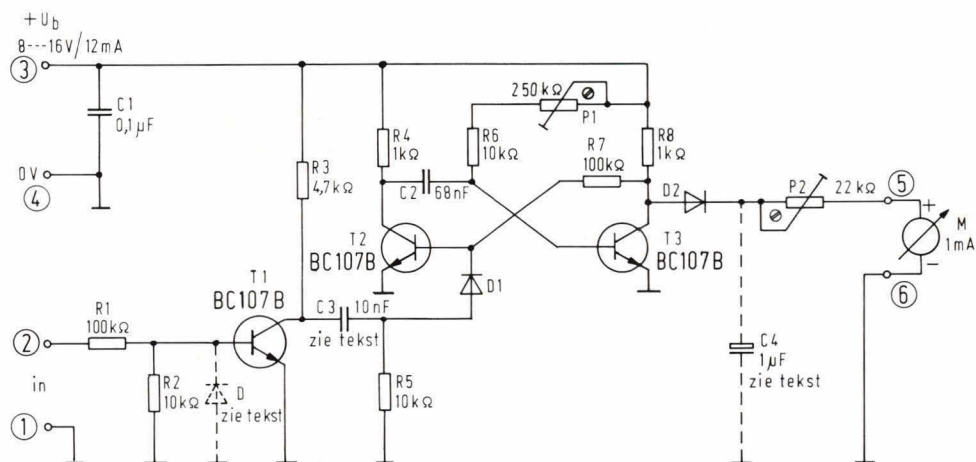 +Ub
8---16V/12mA
3
C1
0,1µF
0V
4
R3
4,7kΩ
R4
1kΩ
C2
68nF
R6
10kΩ
250kΩ
P1
R7
100kΩ
R8
1kΩ
D2
P2
22kΩ
5
+
M
1mA
-
6
T2
BC107B
D1
T3
BC107B
T1
BC107B
C3
10nF
zie tekst
R1
100kΩ
2
in
1
R2
10kΩ
D
zie tekst
R5
10kΩ
C4
1µF
zie tekst